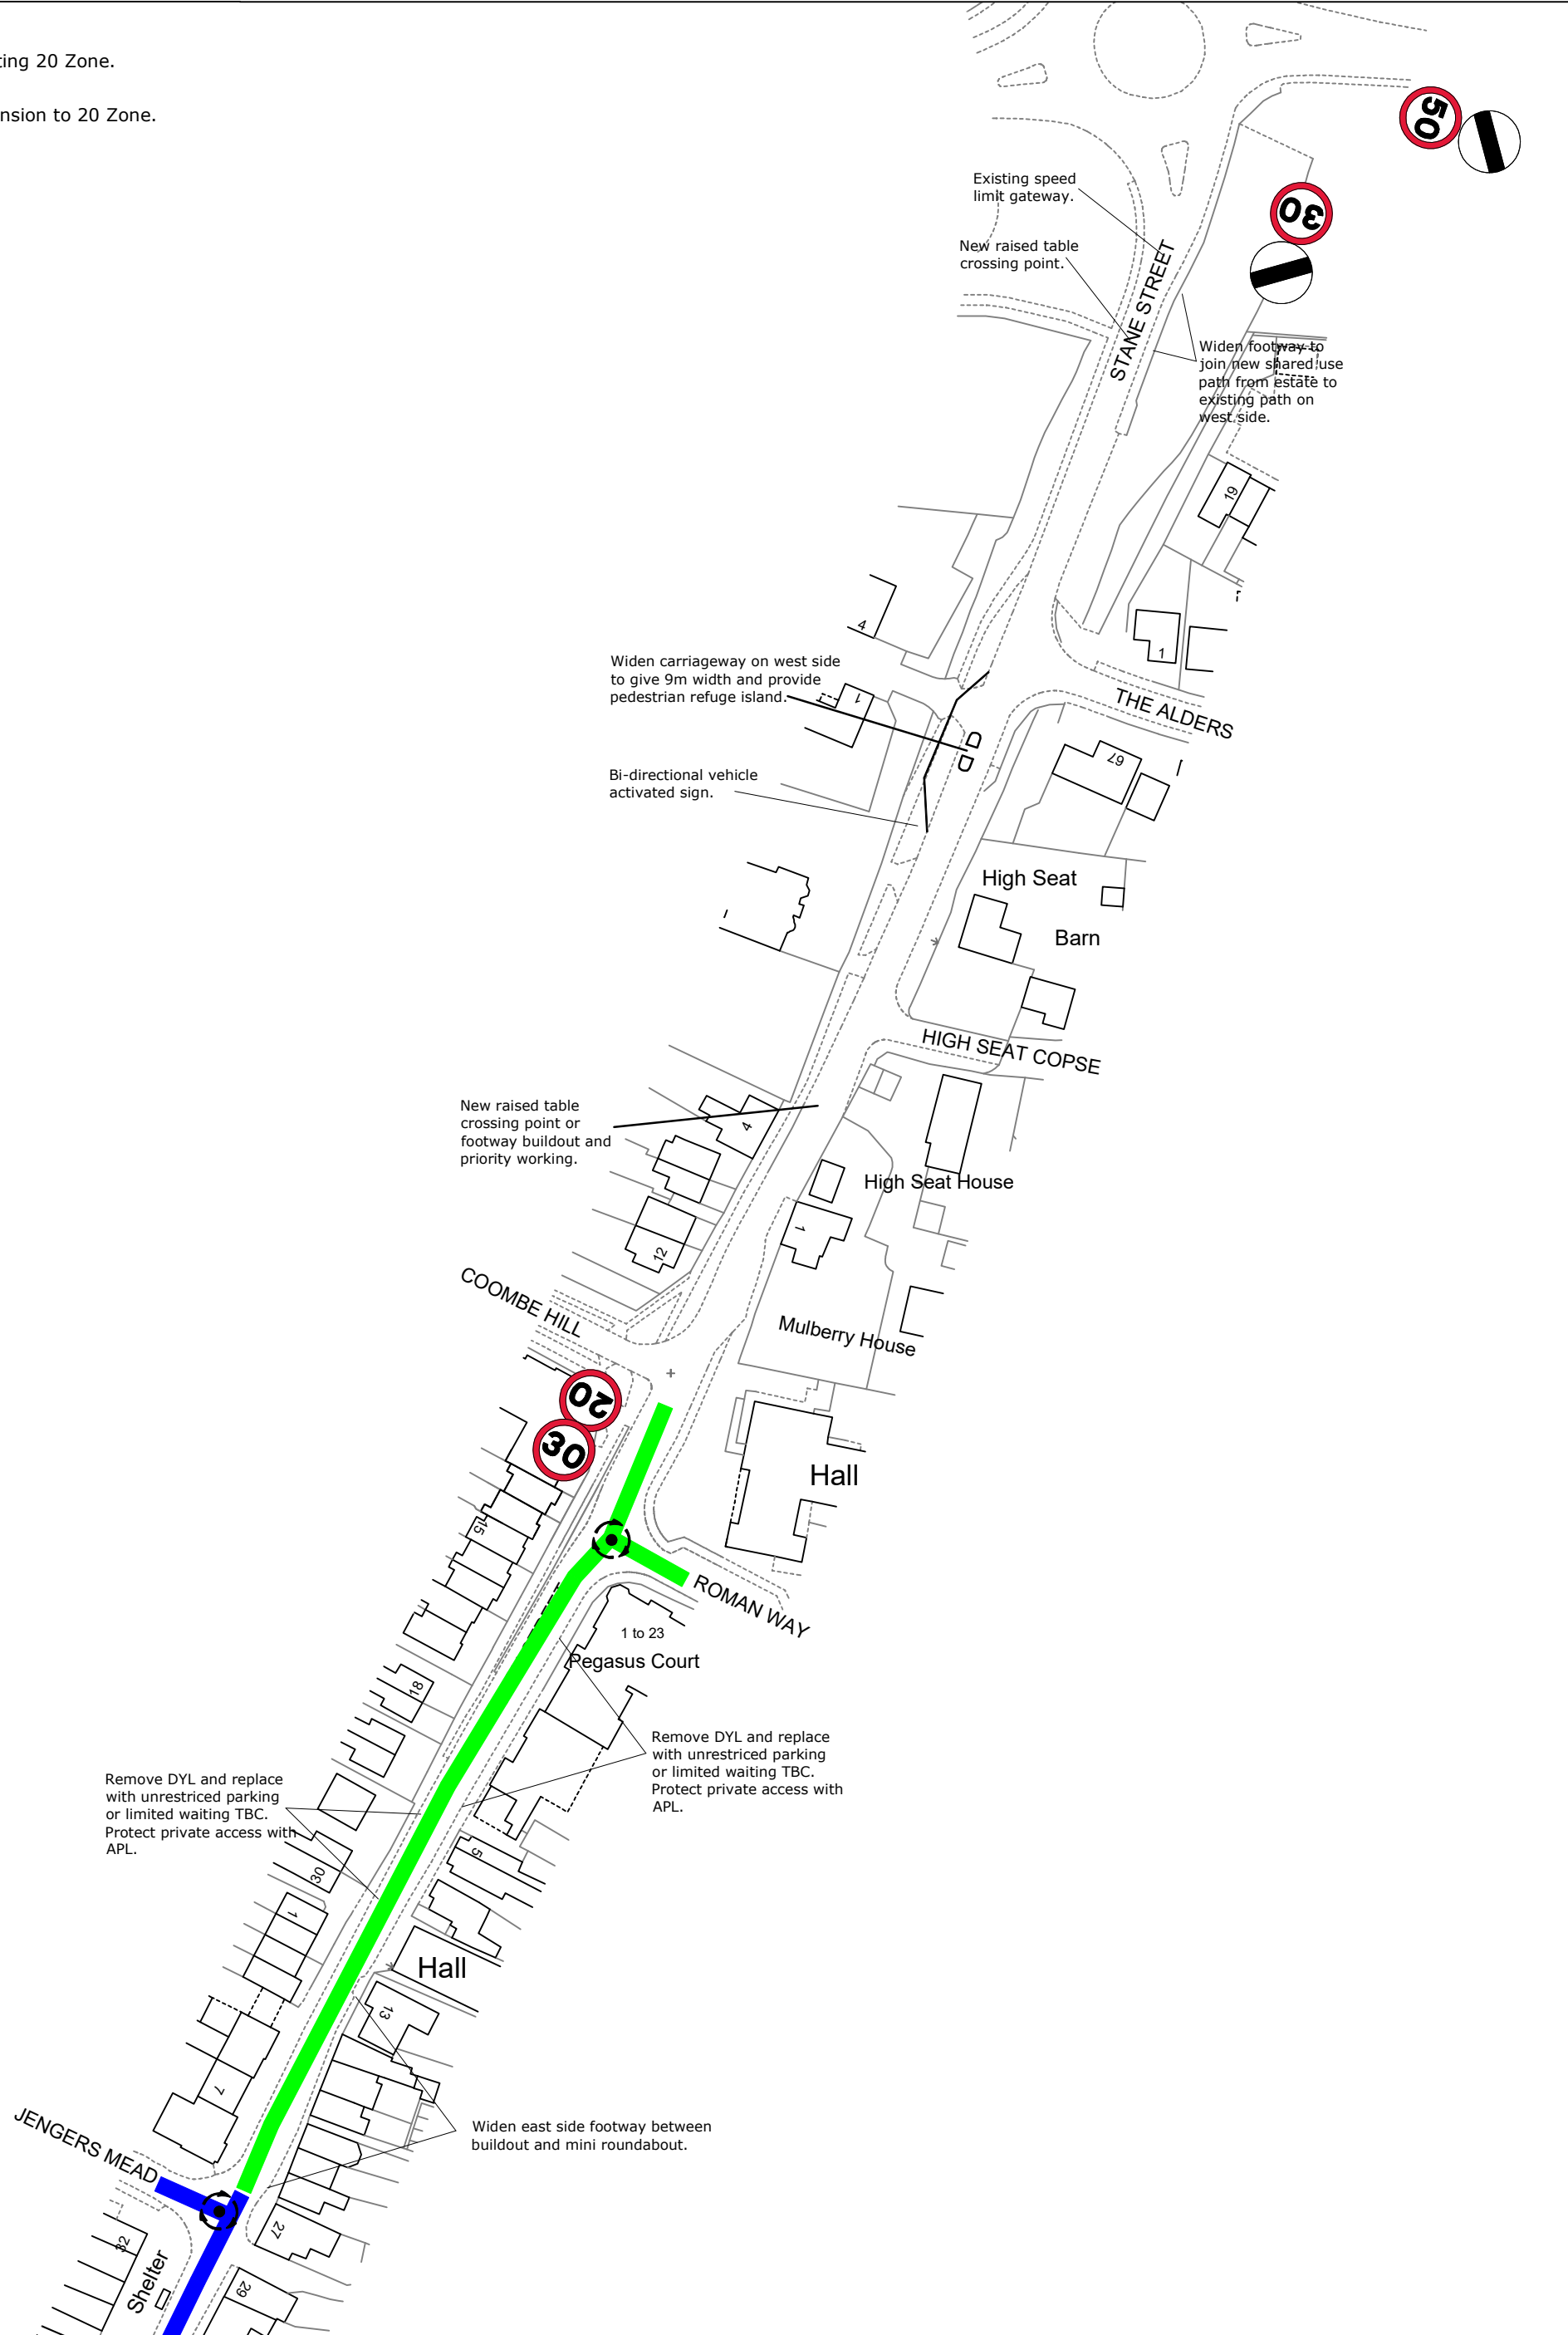 ting 20 Zone.
nsion to 20 Zone.
50
Existing speed
limit gateway.
30
New raised table
crossing point.
STANE STREET
Widen footway to
join new shared use
path from estate to
existing path on
west side.
19
4
1
Widen carriageway on west side
to give 9m width and provide
pedestrian refuge island.
1
THE ALDERS
67
Bi-directional vehicle
activated sign.
High Seat
Barn
HIGH SEAT COPSE
New raised table
crossing point or
footway buildout and
priority working.
4
High Seat House
1
12
COOMBE HILL
Mulberry House
20
30
Hall
15
ROMAN WAY
1 to 23
Pegasus Court
18
Remove DYL and replace
with unrestriced parking
or limited waiting TBC.
Protect private access with
APL.
Remove DYL and replace
with unrestriced parking
or limited waiting TBC.
Protect private access with
APL.
5
30
1
Hall
13
7
JENGERS MEAD
Widen east side footway between
buildout and mini roundabout.
27
32
Shelter
29